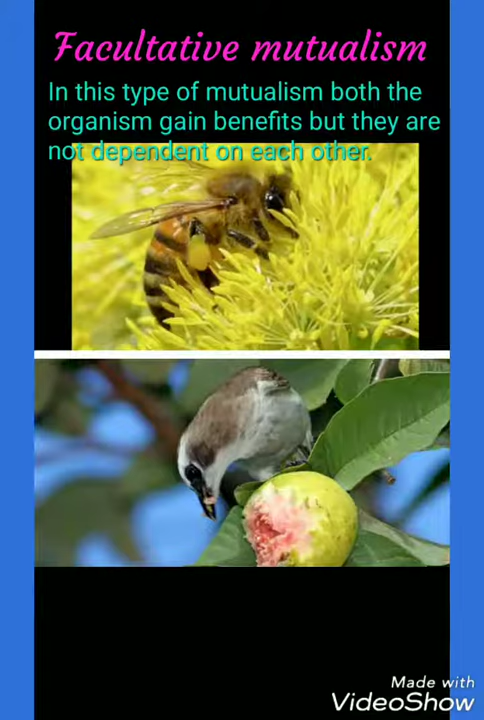 Facultative mutualism
In this type of mutualism both the
organism gain benefits but they are
not dependent on each other.
Made with
VideoShow